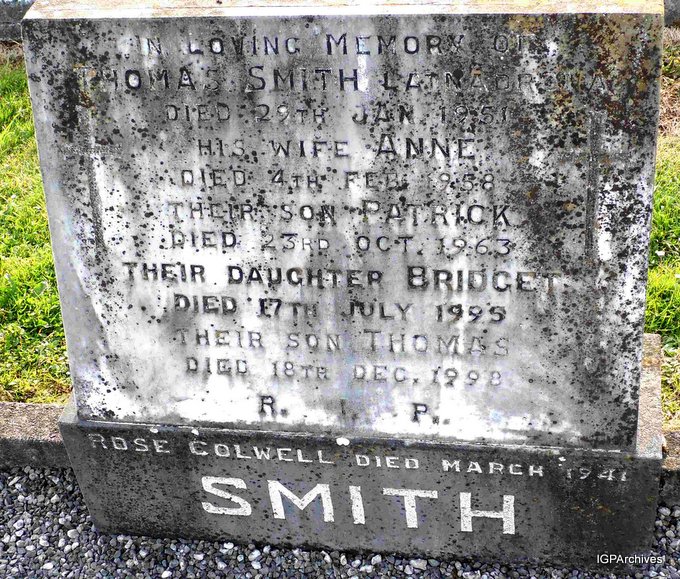 IN LOVING MEMORY OF
THOMAS SMITH LATNADRONA
DIED 29TH JAN. 1951
HIS WIFE ANNE
DIED 4TH FEB. 1958
THEIR SON PATRICK
DIED 23RD OCT. 1963
THEIR DAUGHTER BRIDGET
DIED 17TH JULY 1995
THEIR SON THOMAS
DIED 18TH DEC. 1998
R. I. P.
ROSE COLWELL DIED MARCH 1941
SMITH
IGPArchives